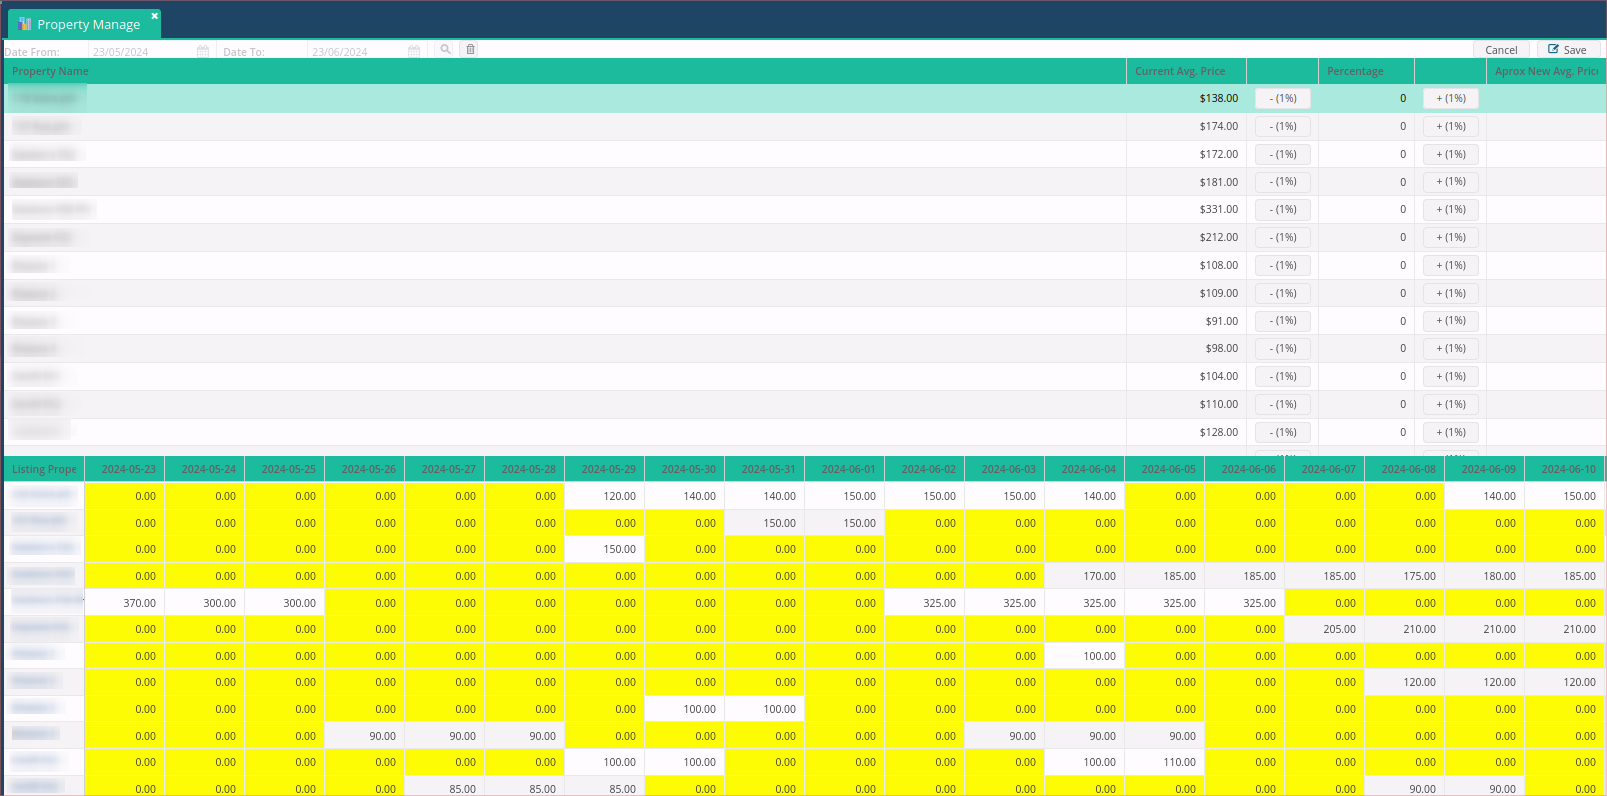 Property Manage
Date From: 23/05/2024 Date To: 23/06/2024 Cancel Save
Property Name Current Avg. Price Percentage Aprox New Avg. Price
$138.00 - (1%) 0 + (1%)
$174.00 - (1%) 0 + (1%)
$172.00 - (1%) 0 + (1%)
$181.00 - (1%) 0 + (1%)
$331.00 - (1%) 0 + (1%)
$212.00 - (1%) 0 + (1%)
$108.00 - (1%) 0 + (1%)
$109.00 - (1%) 0 + (1%)
$91.00 - (1%) 0 + (1%)
$98.00 - (1%) 0 + (1%)
$104.00 - (1%) 0 + (1%)
$110.00 - (1%) 0 + (1%)
$128.00 - (1%) 0 + (1%)
Listing Prope 2024-05-23 2024-05-24 2024-05-25 2024-05-26 2024-05-27 2024-05-28 2024-05-29 2024-05-30 2024-05-31 2024-06-01 2024-06-02 2024-06-03 2024-06-04 2024-06-05 2024-06-06 2024-06-07 2024-06-08 2024-06-09 2024-06-10
0.00 0.00 0.00 0.00 0.00 0.00 120.00 140.00 140.00 150.00 150.00 150.00 140.00 0.00 0.00 0.00 0.00 140.00 150.00
0.00 0.00 0.00 0.00 0.00 0.00 0.00 0.00 150.00 150.00 0.00 0.00 0.00 0.00 0.00 0.00 0.00 0.00 0.00
0.00 0.00 0.00 0.00 0.00 0.00 150.00 0.00 0.00 0.00 0.00 0.00 0.00 0.00 0.00 0.00 0.00 0.00 0.00
0.00 0.00 0.00 0.00 0.00 0.00 0.00 0.00 0.00 0.00 0.00 0.00 170.00 185.00 185.00 185.00 175.00 180.00 185.00
370.00 300.00 300.00 0.00 0.00 0.00 0.00 0.00 0.00 0.00 325.00 325.00 325.00 325.00 325.00 0.00 0.00 0.00 0.00
0.00 0.00 0.00 0.00 0.00 0.00 0.00 0.00 0.00 0.00 0.00 0.00 0.00 0.00 0.00 205.00 210.00 210.00 210.00
0.00 0.00 0.00 0.00 0.00 0.00 0.00 0.00 0.00 0.00 0.00 0.00 100.00 0.00 0.00 0.00 0.00 0.00 0.00
0.00 0.00 0.00 0.00 0.00 0.00 0.00 0.00 0.00 0.00 0.00 0.00 0.00 0.00 0.00 0.00 120.00 120.00 120.00
0.00 0.00 0.00 0.00 0.00 0.00 0.00 100.00 100.00 0.00 0.00 0.00 0.00 0.00 0.00 0.00 0.00 0.00 0.00
0.00 0.00 0.00 90.00 90.00 90.00 0.00 0.00 0.00 0.00 0.00 90.00 90.00 90.00 0.00 0.00 0.00 0.00 0.00
0.00 0.00 0.00 0.00 0.00 0.00 100.00 100.00 0.00 0.00 0.00 0.00 100.00 110.00 0.00 0.00 0.00 0.00 0.00
0.00 0.00 0.00 0.00 85.00 85.00 85.00 0.00 0.00 0.00 0.00 0.00 0.00 0.00 0.00 0.00 90.00 90.00 0.00